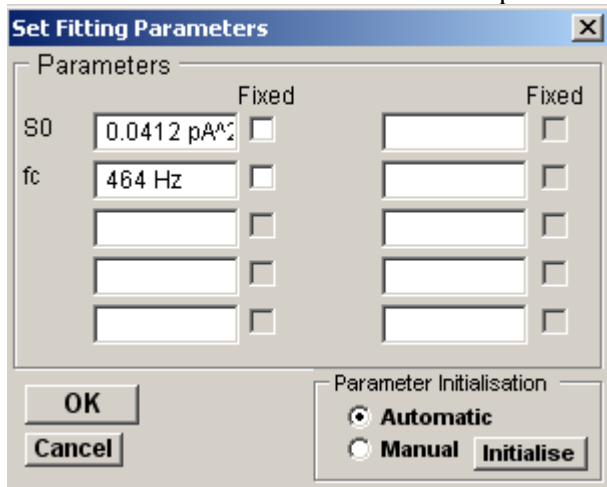 Set Fitting Parameters
Parameters
Fixed Fixed
S0 0.0412 pA^2
fc 464 Hz
Parameter Initialisation
OK Automatic
Cancel Manual Initialise